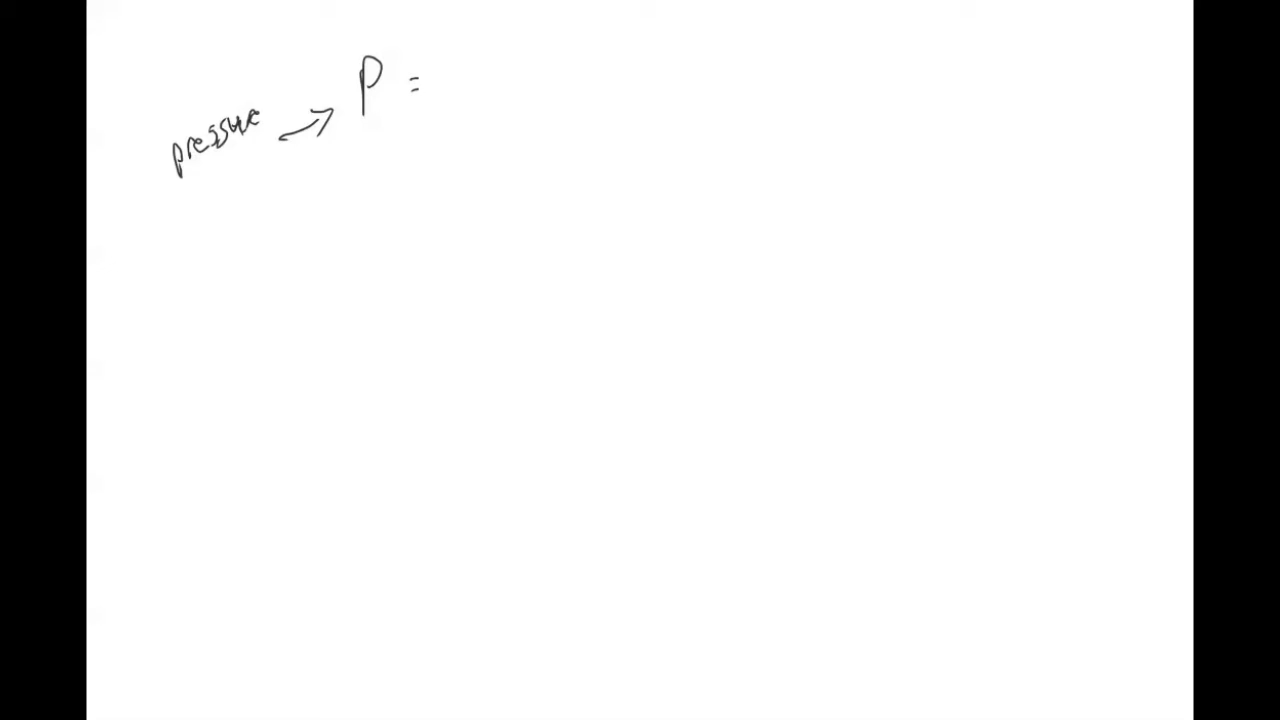 pressure → P =